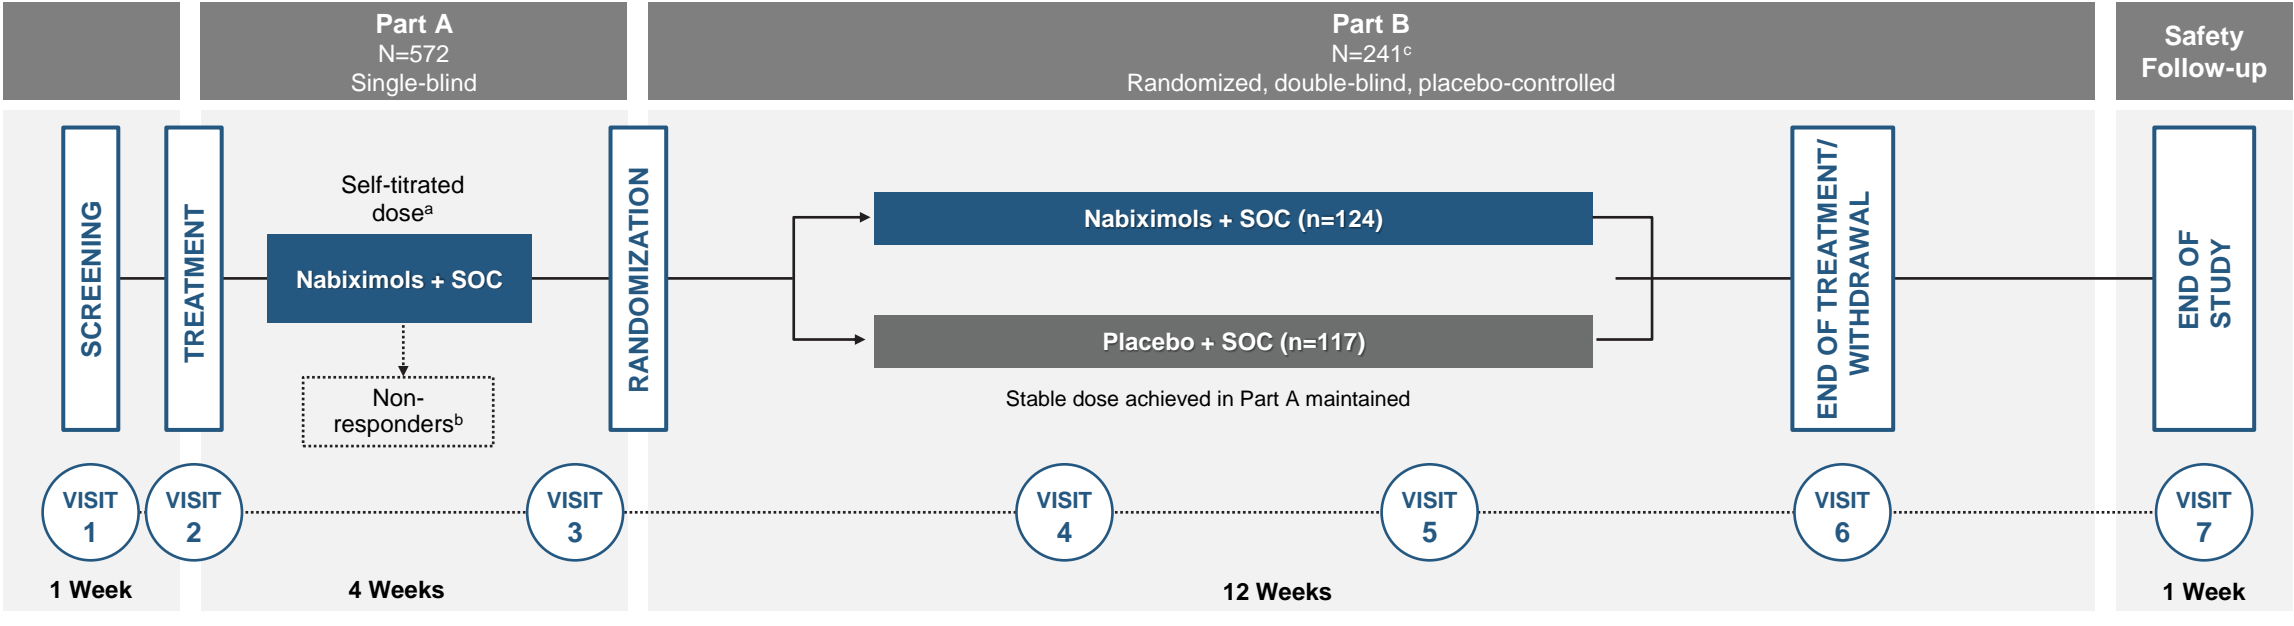 Part A
N=572
Single-blind
Part B
N=241ᶜ
Randomized, double-blind, placebo-controlled
Safety
Follow-up
SCREENING
TREATMENT
Self-titrated
doseᵃ
Nabiximols + SOC
Non-
respondersᵇ
RANDOMIZATION
Nabiximols + SOC (n=124)
Placebo + SOC (n=117)
Stable dose achieved in Part A maintained
END OF TREATMENT/
WITHDRAWAL
END OF
STUDY
VISIT
1
VISIT
2
VISIT
3
VISIT
4
VISIT
5
VISIT
6
VISIT
7
1 Week
4 Weeks
12 Weeks
1 Week